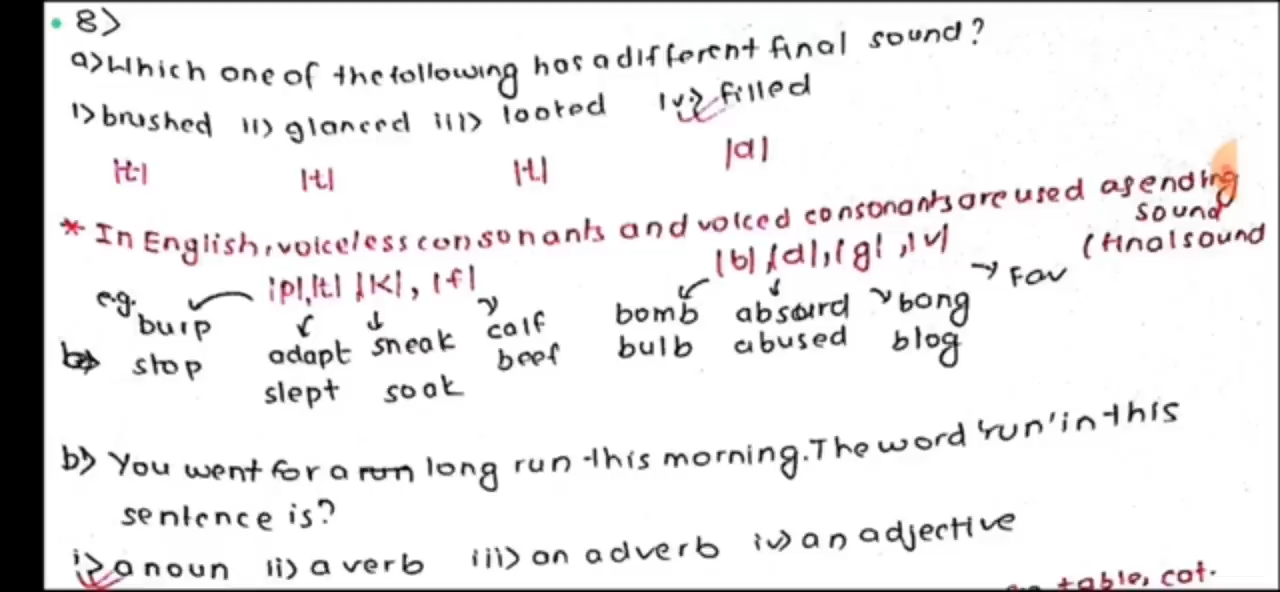 8>
a>Which one of the following has a different final sound?
i>brushed ii) glanced iii)> looted iv> filled
|t| |t| |t| |d|
* In English, voiceless consonants and voiced consonants are used as ending sound
(final sound
|p|,|t| |k|, |f| |b| |d|, |g|, |v|
e.g. burp adapt sneak calf bomb absurd bong → Fav
b> stop slept soak beef bulb abused blog
b> You went for a run long run this morning. The word 'run' in this
sentence is?
i> a noun ii) a verb iii> an adverb iv> an adjective
table, cat.